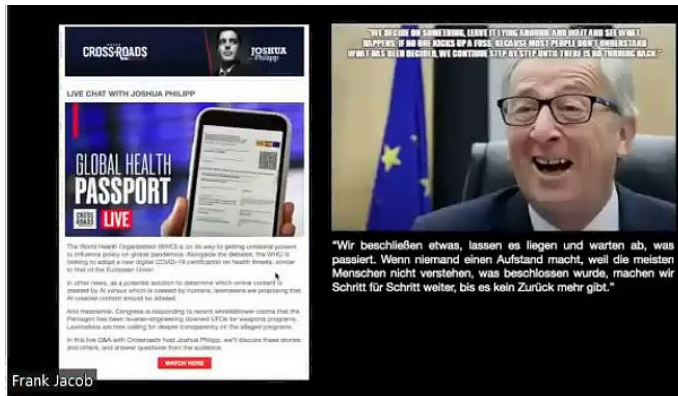 CROSS-ROADS
JOSHUA
Philipp
LIVE CHAT WITH JOSHUA PHILIPP
GLOBAL HEALTH
PASSPORT
CROSS
ROADS
LIVE
The World Health Organization (WHO) is on its way to getting unilateral powers
to influence policy on global pandemics. Alongside the debates, the WHO is
looking to adopt a new digital COVID-19 certification on health threats, similar
to that of the European Union.
In other news, as a potential solution to determine which online content is
created by AI versus which is created by humans, lawmakers are proposing that
AI-created content should be labeled.
And meanwhile, Congress is responding to recent whistleblower claims that the
Pentagon has been reverse-engineering downed UFOs for weapons programs.
Lawmakers are now calling for deeper transparency on the alleged programs.
In this live Q&A with Crossroads host Joshua Philipp, we'll discuss these stories
and others, and answer questions from the audience.
WATCH HERE
"WE DECIDE ON SOMETHING, LEAVE IT LYING AROUND AND WAIT AND SEE WHAT
HAPPENS. IF NO ONE KICKS UP A FUSS, BECAUSE MOST PEOPLE DON'T UNDERSTAND
WHAT HAS BEEN DECIDED, WE CONTINUE STEP BY STEP UNTO THERE IS NO TURNING BACK."
"Wir beschließen etwas, lassen es liegen und warten ab, was
passiert. Wenn niemand einen Aufstand macht, weil die meisten
Menschen nicht verstehen, was beschlossen wurde, machen wir
Schritt für Schritt weiter, bis es kein Zurück mehr gibt."
Frank Jacob